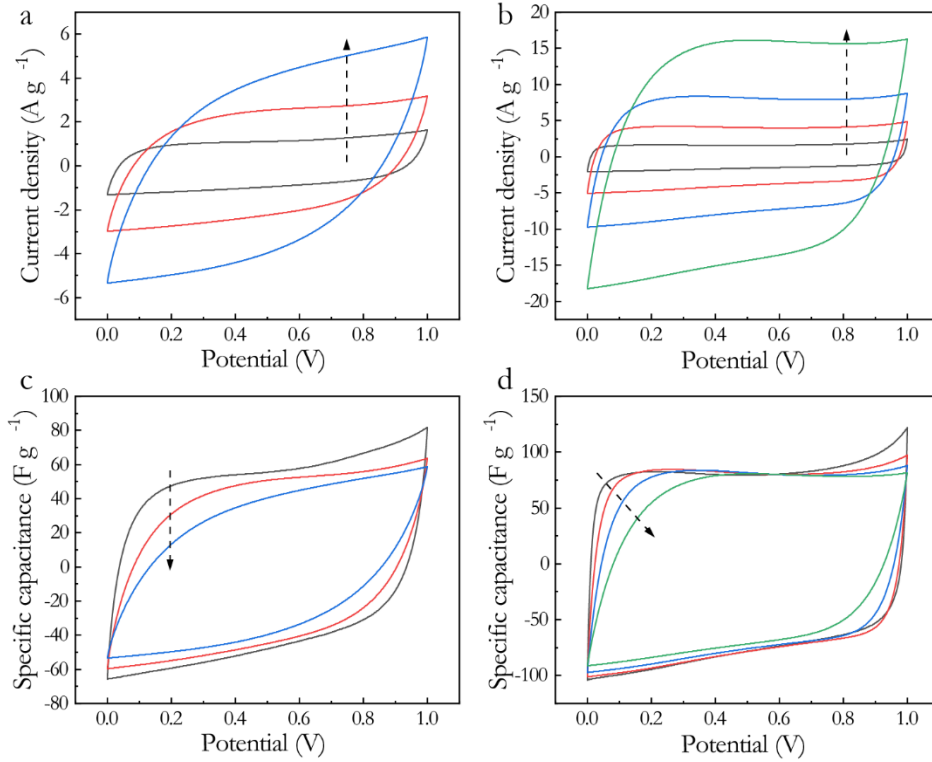 a
Current density (A g ⁻¹)
6
4
2
0
-2
-4
-6
0.0 0.2 0.4 0.6 0.8 1.0
Potential (V)
b
Current density (A g ⁻¹)
20
15
10
5
0
-5
-10
-15
-20
0.0 0.2 0.4 0.6 0.8 1.0
Potential (V)
c
Specific capacitance (F g ⁻¹)
100
80
60
40
20
0
-20
-40
-60
-80
0.0 0.2 0.4 0.6 0.8 1.0
Potential (V)
d
Specific capacitance (F g ⁻¹)
150
100
50
0
-50
-100
0.0 0.2 0.4 0.6 0.8 1.0
Potential (V)